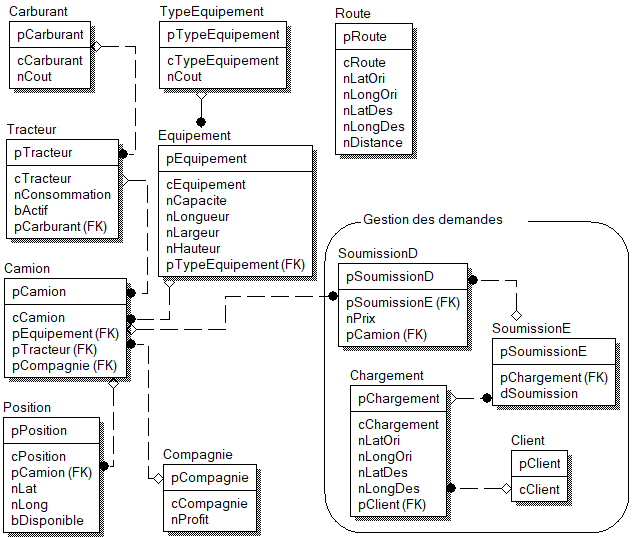 Carburant
pCarburant
cCarburant
nCout
TypeEquipement
pTypeEquipement
cTypeEquipement
nCout
Route
pRoute
cRoute
nLatOri
nLongOri
nLatDes
nLongDes
nDistance
Tracteur
pTracteur
cTracteur
nConsommation
bActif
pCarburant (FK)
Equipement
pEquipement
cEquipement
nCapacite
nLongueur
nLargeur
nHauteur
pTypeEquipement (FK)
Gestion des demandes
SoumissionD
pSoumissionD
pSoumissionE (FK)
nPrix
pCamion (FK)
SoumissionE
pSoumissionE
pChargement (FK)
dSoumission
Camion
pCamion
cCamion
pEquipement (FK)
pTracteur (FK)
pCompagnie (FK)
Chargement
pChargement
cChargement
nLatOri
nLongOri
nLatDes
nLongDes
pClient (FK)
Client
pClient
cClient
Position
pPosition
cPosition
pCamion (FK)
nLat
nLong
bDisponible
Compagnie
pCompagnie
cCompagnie
nProfit